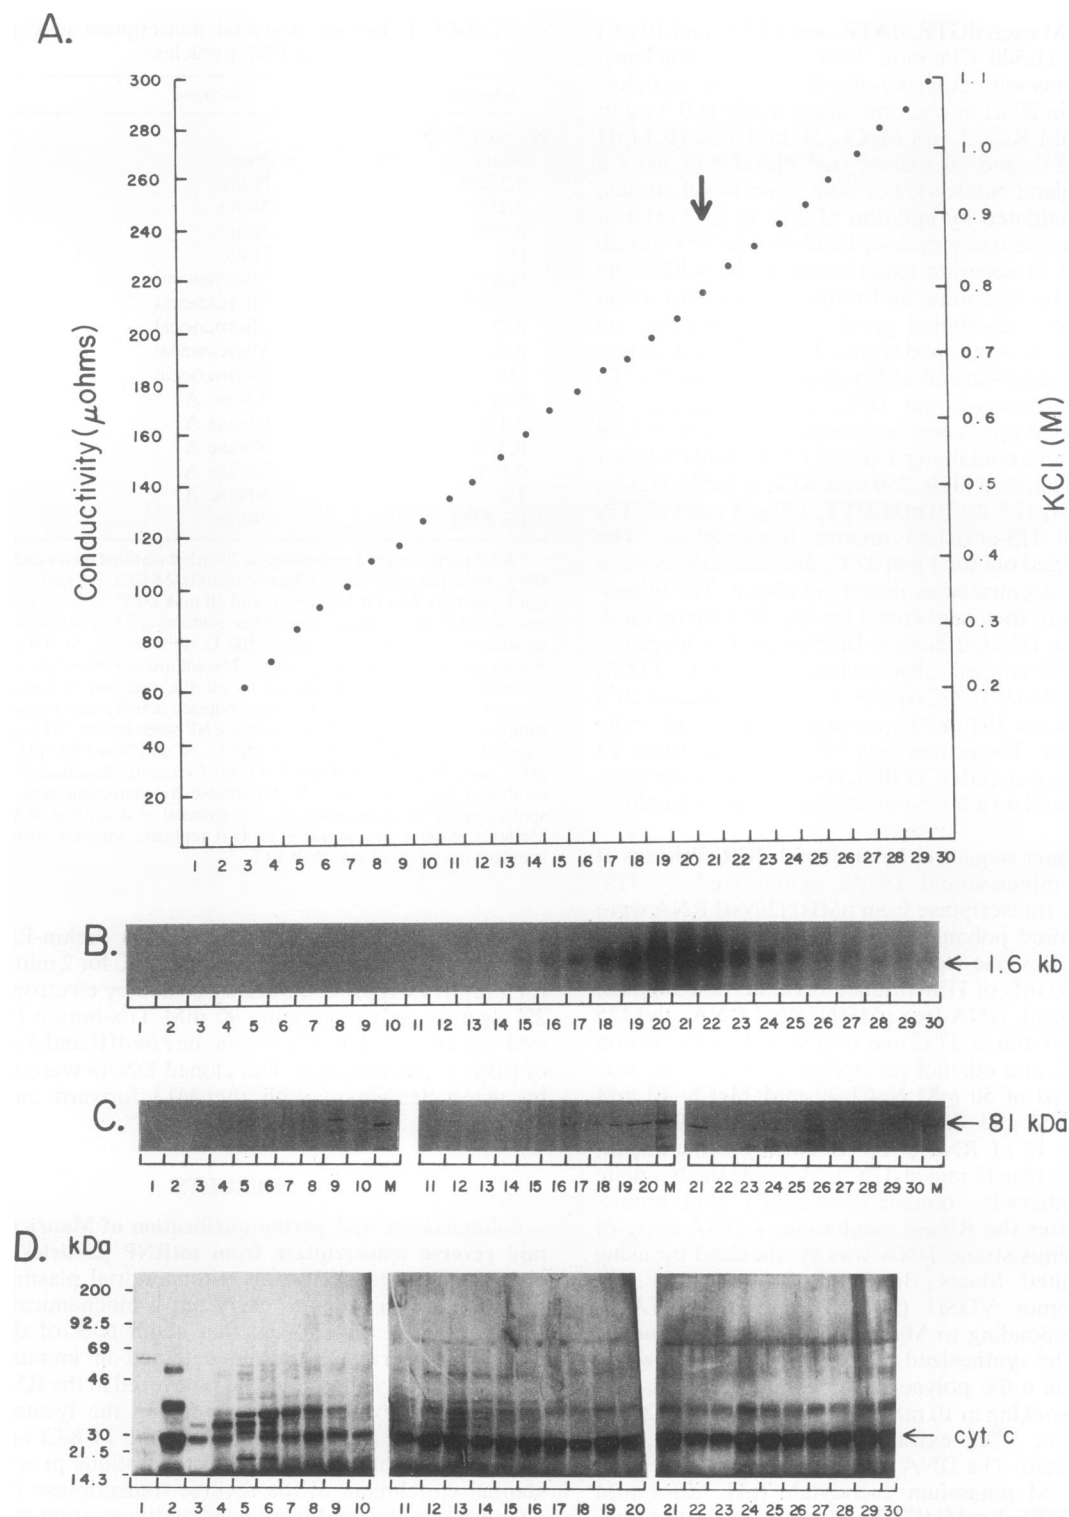 A.
300
280
260
240
220
200
180
160
140
120
100
80
60
40
20
Conductivity (μohms)
1.1
1.0
0.9
0.8
0.7
0.6
0.5
0.4
0.3
0.2
KCl (M)
1 2 3 4 5 6 7 8 9 10 11 12 13 14 15 16 17 18 19 20 21 22 23 24 25 26 27 28 29 30
B.
← 1.6 kb
1 2 3 4 5 6 7 8 9 10 11 12 13 14 15 16 17 18 19 20 21 22 23 24 25 26 27 28 29 30
C.
← 81 kDa
1 2 3 4 5 6 7 8 9 10 M 11 12 13 14 15 16 17 18 19 20 M 21 22 23 24 25 26 27 28 29 30 M
D.
kDa
200
92.5
69
46
30
21.5
14.3
← cyt. c
1 2 3 4 5 6 7 8 9 10 11 12 13 14 15 16 17 18 19 20 21 22 23 24 25 26 27 28 29 30